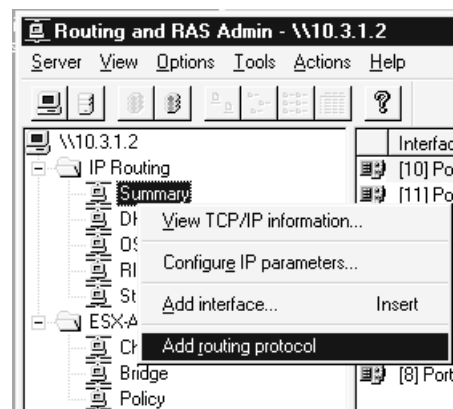 Routing and RAS Admin - \\10.3.1.2
Server View Options Tools Actions Help
\\10.3.1.2
IP Routing
Summary
ESX-A
Bridge
Policy
View TCP/IP information...
Configure IP parameters...
Add interface... Insert
Add routing protocol
[10] Po
[11] Po
[8] Port